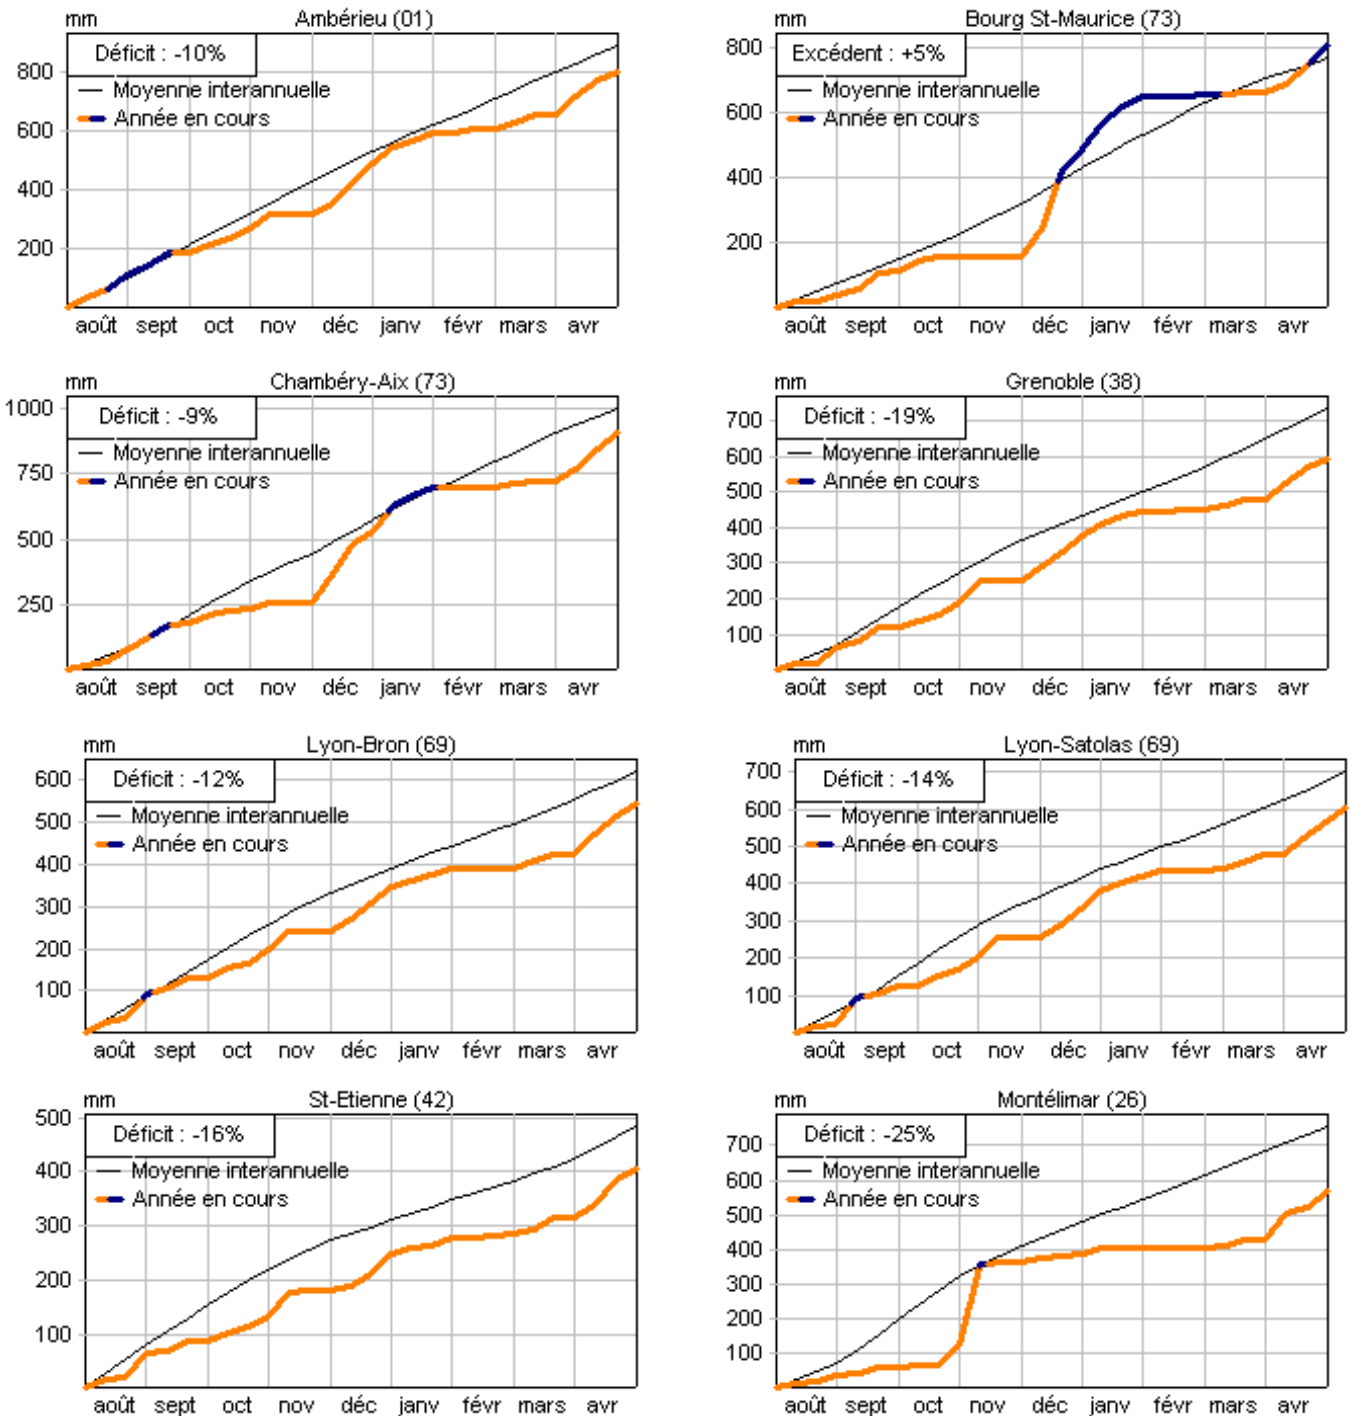 mm
Ambérieu (01)
Déficit : -10%
Moyenne interannuelle
Année en cours
800
600
400
200
août sept oct nov déc janv févr mars avr
mm
Bourg St-Maurice (73)
Excédent : +5%
Moyenne interannuelle
Année en cours
800
600
400
200
août sept oct nov déc janv févr mars avr
mm
Chambéry-Aix (73)
Déficit : -9%
Moyenne interannuelle
Année en cours
1000
750
500
250
août sept oct nov déc janv févr mars avr
mm
Grenoble (38)
Déficit : -19%
Moyenne interannuelle
Année en cours
700
600
500
400
300
200
100
août sept oct nov déc janv févr mars avr
mm
Lyon-Bron (69)
Déficit : -12%
Moyenne interannuelle
Année en cours
600
500
400
300
200
100
août sept oct nov déc janv févr mars avr
mm
Lyon-Satolas (69)
Déficit : -14%
Moyenne interannuelle
Année en cours
700
600
500
400
300
200
100
août sept oct nov déc janv févr mars avr
mm
St-Etienne (42)
Déficit : -16%
Moyenne interannuelle
Année en cours
500
400
300
200
100
août sept oct nov déc janv févr mars avr
mm
Montélimar (26)
Déficit : -25%
Moyenne interannuelle
Année en cours
700
600
500
400
300
200
100
août sept oct nov déc janv févr mars avr